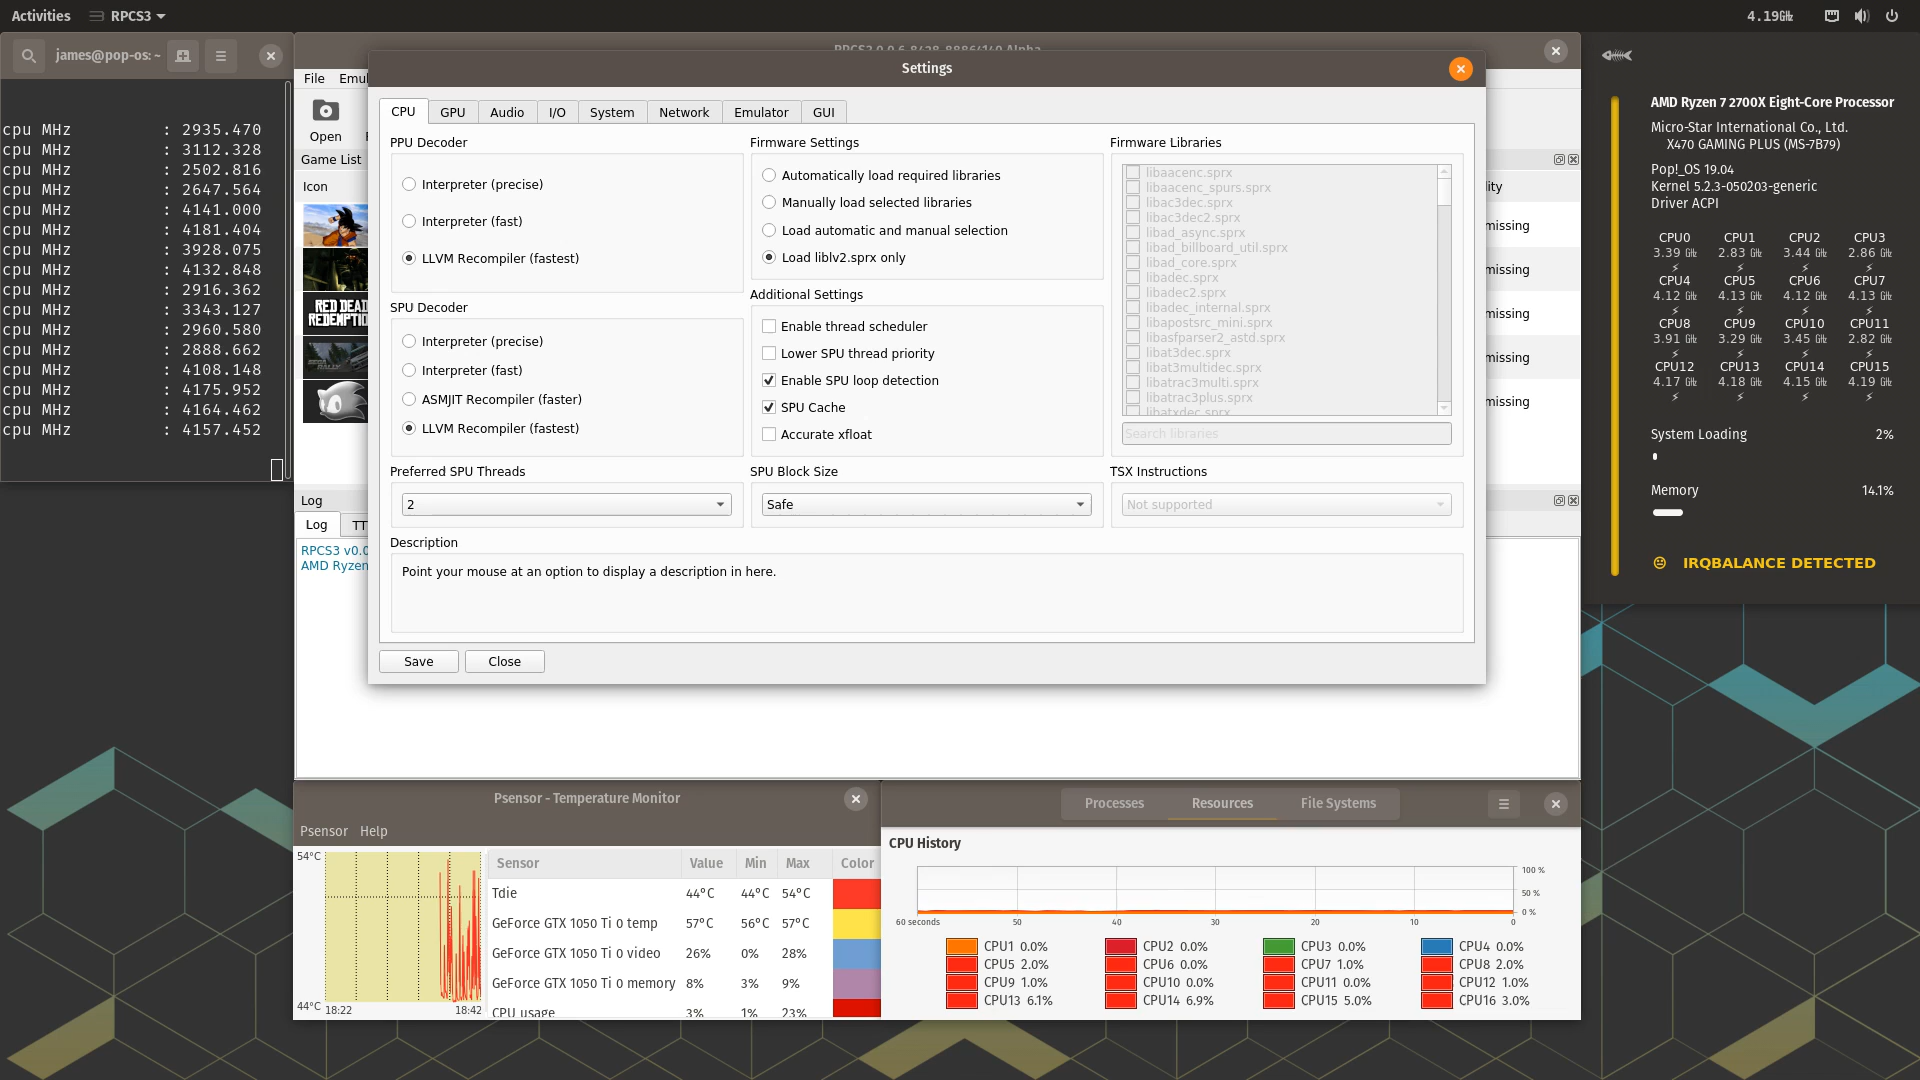 Activities
RPCS3
4.19GHz
james@pop-os: ~
cpu MHz : 2935.470
cpu MHz : 3112.328
cpu MHz : 2502.816
cpu MHz : 2647.564
cpu MHz : 4141.000
cpu MHz : 4181.404
cpu MHz : 3928.075
cpu MHz : 4132.848
cpu MHz : 2916.362
cpu MHz : 3343.127
cpu MHz : 2960.580
cpu MHz : 2888.662
cpu MHz : 4108.148
cpu MHz : 4175.952
cpu MHz : 4164.462
cpu MHz : 4157.452
File Emul
Open
Game List
Icon
RED DEAD
REDEMPTION
SEGA RALLY
ity
missing
missing
missing
missing
missing
Log
Log TT
RPCS3 v0.0
AMD Ryzen
Settings
CPU GPU Audio I/O System Network Emulator GUI
PPU Decoder
Interpreter (precise)
Interpreter (fast)
LLVM Recompiler (fastest)
SPU Decoder
Interpreter (precise)
Interpreter (fast)
ASMJIT Recompiler (faster)
LLVM Recompiler (fastest)
Preferred SPU Threads
2
Firmware Settings
Automatically load required libraries
Manually load selected libraries
Load automatic and manual selection
Load liblv2.sprx only
Additional Settings
Enable thread scheduler
Lower SPU thread priority
Enable SPU loop detection
SPU Cache
Accurate xfloat
SPU Block Size
Safe
Firmware Libraries
libaacenc.sprx
libaacenc_spurs.sprx
libac3dec.sprx
libac3dec2.sprx
libad_async.sprx
libad_billboard_util.sprx
libad_core.sprx
libadec.sprx
libadec2.sprx
libadec_internal.sprx
libapostsrc_mini.sprx
libasfparser2_astd.sprx
libat3dec.sprx
libat3multidec.sprx
libatrac3multi.sprx
libatrac3plus.sprx
libatxdec.sprx
Search libraries
TSX Instructions
Not supported
Description
Point your mouse at an option to display a description in here.
Save Close
AMD Ryzen 7 2700X Eight-Core Processor
Micro-Star International Co., Ltd.
X470 GAMING PLUS (MS-7B79)
Pop!_OS 19.04
Kernel 5.2.3-050203-generic
Driver ACPI
CPU0 CPU1 CPU2 CPU3
3.39 GHz 2.83 GHz 3.44 GHz 2.86 GHz
CPU4 CPU5 CPU6 CPU7
4.12 GHz 4.13 GHz 4.12 GHz 4.13 GHz
CPU8 CPU9 CPU10 CPU11
3.91 GHz 3.29 GHz 3.45 GHz 2.82 GHz
CPU12 CPU13 CPU14 CPU15
4.17 GHz 4.18 GHz 4.15 GHz 4.19 GHz
System Loading 2%
Memory 14.1%
IRQBALANCE DETECTED
Psensor - Temperature Monitor
Psensor Help
54°C
44°C
18:22 18:42
Sensor Value Min Max Color
Tdie 44°C 44°C 54°C
GeForce GTX 1050 Ti 0 temp 57°C 56°C 57°C
GeForce GTX 1050 Ti 0 video 26% 0% 28%
GeForce GTX 1050 Ti 0 memory 8% 3% 9%
CPU usage 3% 1% 23%
Processes Resources File Systems
CPU History
100 %
50 %
0 %
60 seconds 50 40 30 20 10 0
CPU1 0.0% CPU2 0.0% CPU3 0.0% CPU4 0.0%
CPU5 2.0% CPU6 0.0% CPU7 1.0% CPU8 2.0%
CPU9 1.0% CPU10 0.0% CPU11 0.0% CPU12 1.0%
CPU13 6.1% CPU14 6.9% CPU15 5.0% CPU16 3.0%